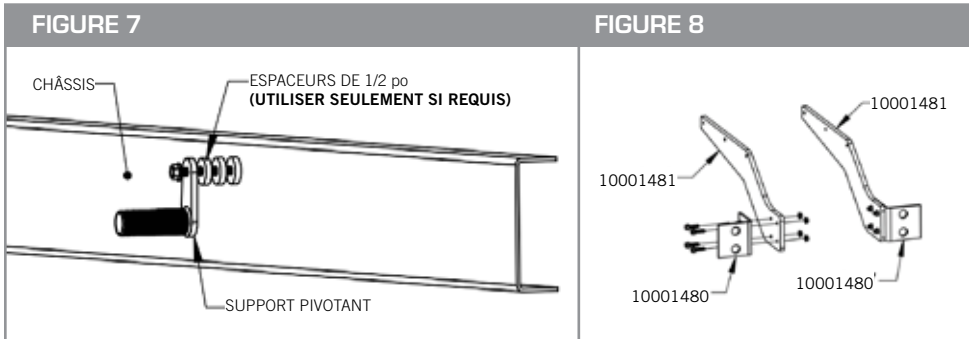 FIGURE 7
CHÂSSIS
ESPACEURS DE 1/2 po
(UTILISER SEULEMENT SI REQUIS)
SUPPORT PIVOTANT
FIGURE 8
10001481
10001481
10001480
10001480'